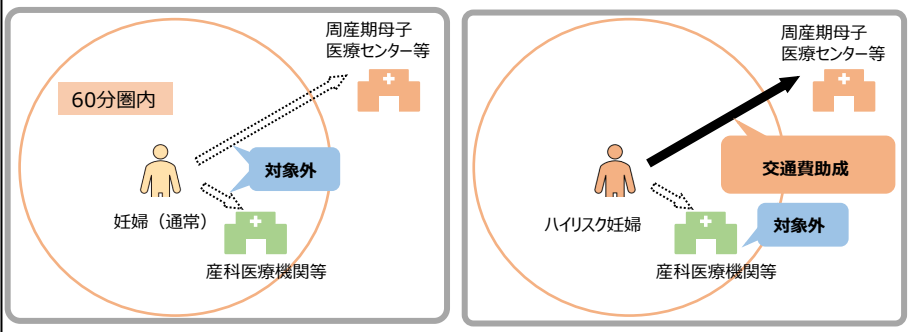 周産期母子
医療センター等
60分圏内
対象外
妊婦（通常）
産科医療機関等
周産期母子
医療センター等
交通費助成
ハイリスク妊婦
対象外
産科医療機関等